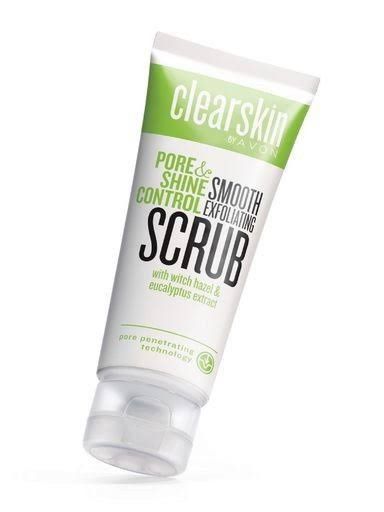 clearskin
BY AVON
PORE & SHINE CONTROL
SMOOTH EXFOLIATING
SCRUB
with witch hazel &
eucalyptus extract
pore penetrating
technology